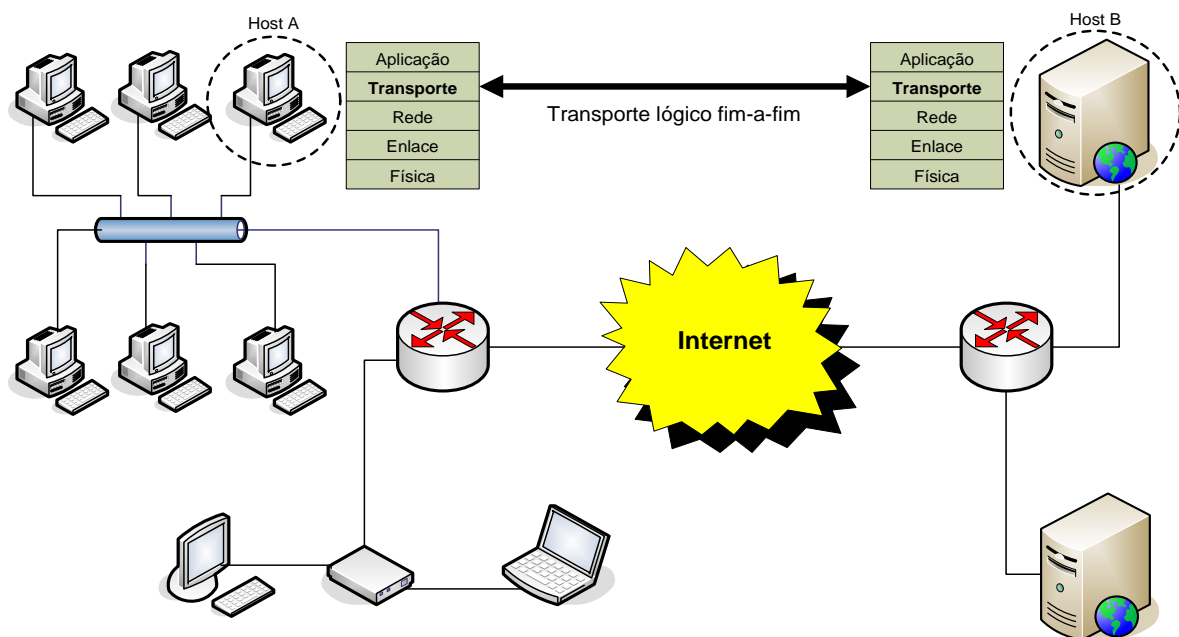 Host A
Host B
Aplicação
Transporte
Rede
Enlace
Física
Transporte lógico fim-a-fim
Aplicação
Transporte
Rede
Enlace
Física
Internet